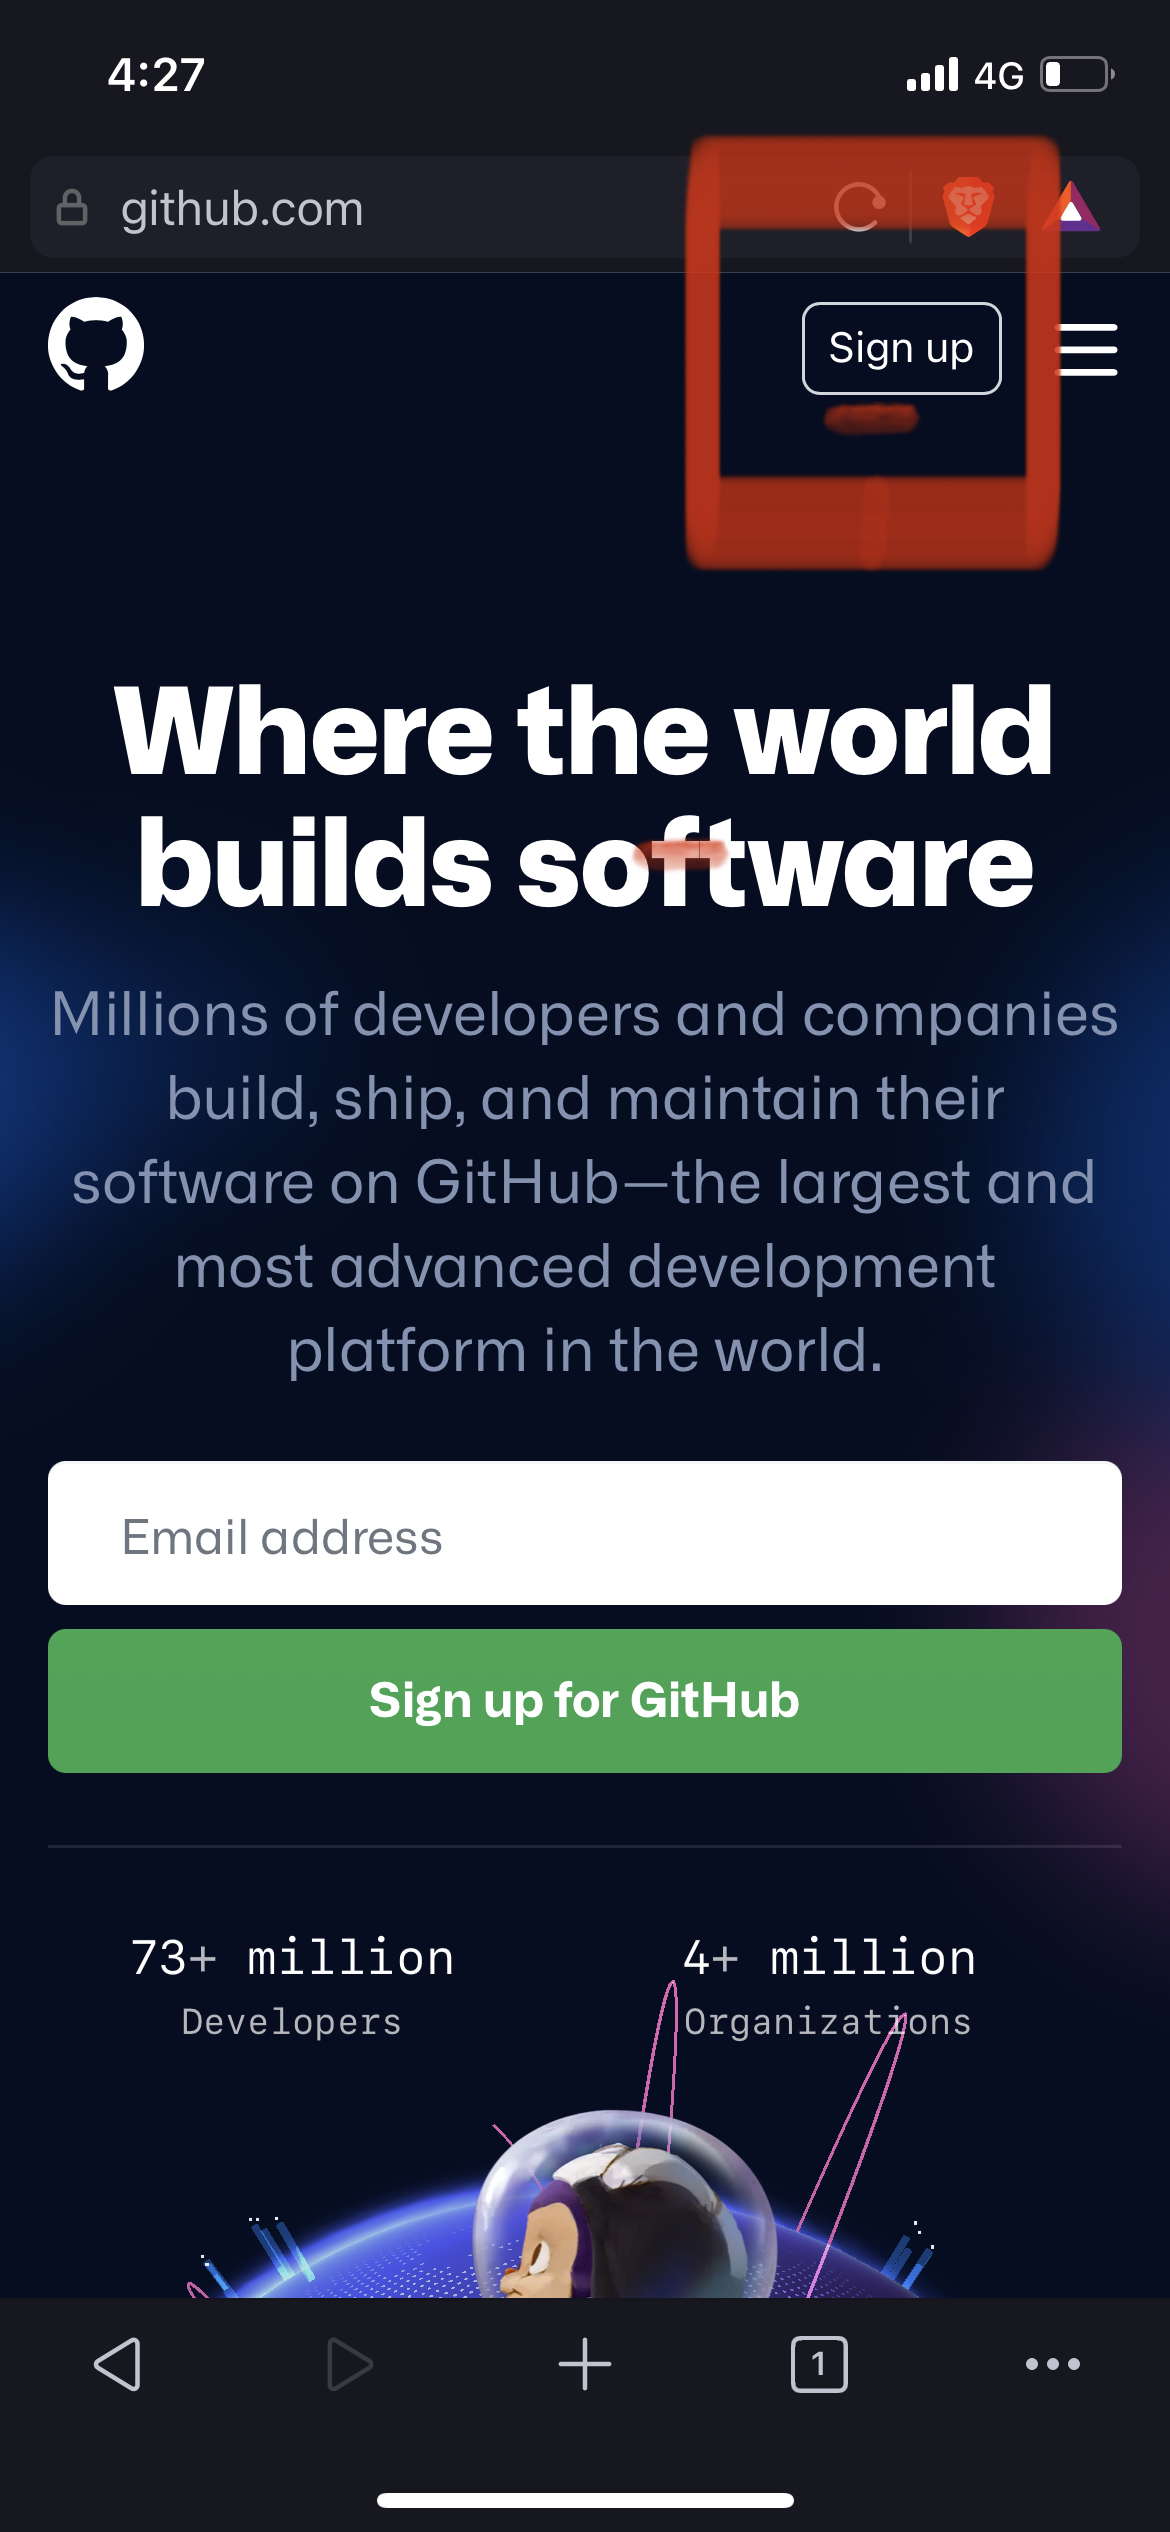 4:27
4G
github.com
Sign up
Where the world
builds software
Millions of developers and companies
build, ship, and maintain their
software on GitHub—the largest and
most advanced development
platform in the world.
Email address
Sign up for GitHub
73+ million
4+ million
Developers
Organizations
1